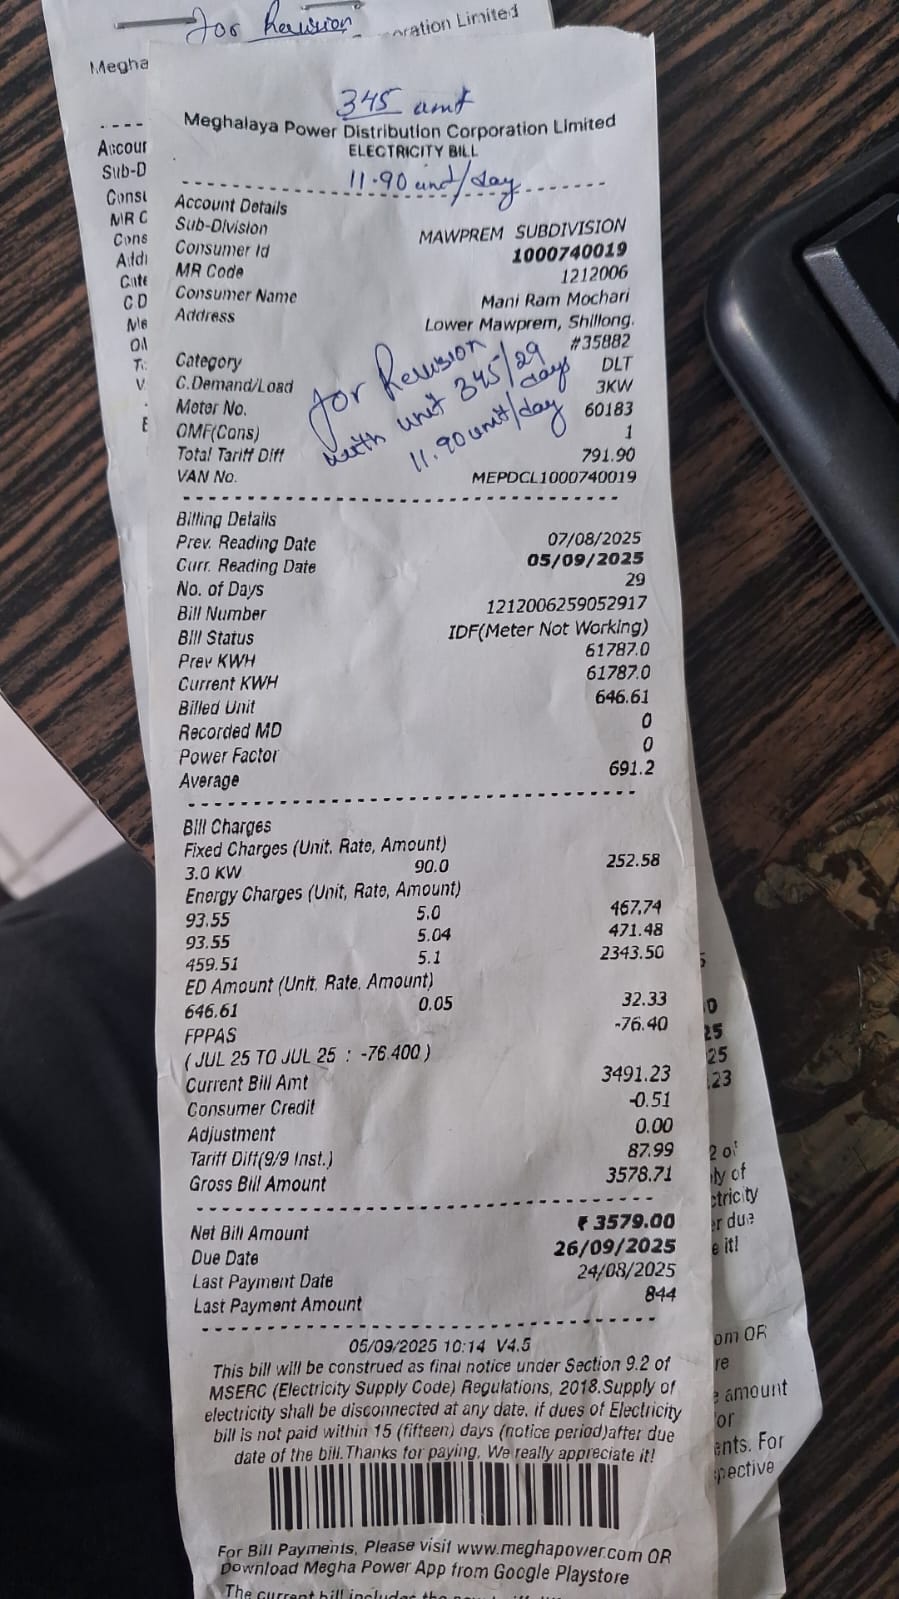 for Revision
oration Limited
Megha
345 amt
Meghalaya Power Distribution Corporation Limited
ELECTRICITY BILL
11.90 unit/day
Account Details
Sub-Division MAWPREM SUBDIVISION
Consumer Id 1000740019
MR Code 1212006
Consumer Name Mani Ram Mochari
Address Lower Mawprem, Shillong.
#35882
Category DLT
C.Demand/Load 3KW
Meter No. 60183
OMF(Cons) 1
Total Tariff Diff 791.90
VAN No. MEPDCL1000740019
for Revision
with unit 345/29 days
11.90 unit/day
Billing Details
Prev. Reading Date 07/08/2025
Curr. Reading Date 05/09/2025
No. of Days 29
Bill Number 1212006259052917
Bill Status IDF(Meter Not Working)
Prev KWH 61787.0
Current KWH 61787.0
Billed Unit 646.61
Recorded MD 0
Power Factor 0
Average 691.2
Bill Charges
Fixed Charges (Unit, Rate, Amount)
3.0 KW 90.0 252.58
Energy Charges (Unit, Rate, Amount)
93.55 5.0 467.74
93.55 5.04 471.48
459.51 5.1 2343.50
ED Amount (Unit, Rate, Amount)
646.61 0.05 32.33
FPPAS -76.40
( JUL 25 TO JUL 25 : -76.400 )
Current Bill Amt 3491.23
Consumer Credit -0.51
Adjustment 0.00
Tariff Diff(9/9 Inst.) 87.99
Gross Bill Amount 3578.71
Net Bill Amount ₹ 3579.00
Due Date 26/09/2025
Last Payment Date 24/08/2025
Last Payment Amount 844
05/09/2025 10:14 V4.5
This bill will be construed as final notice under Section 9.2 of
MSERC (Electricity Supply Code) Regulations, 2018.Supply of
electricity shall be disconnected at any date, if dues of Electricity
bill is not paid within 15 (fifteen) days (notice period)after due
date of the bill.Thanks for paying, We really appreciate it!
For Bill Payments, Please visit www.meghapower.com OR
Download Megha Power App from Google Playstore
The current bill includes the